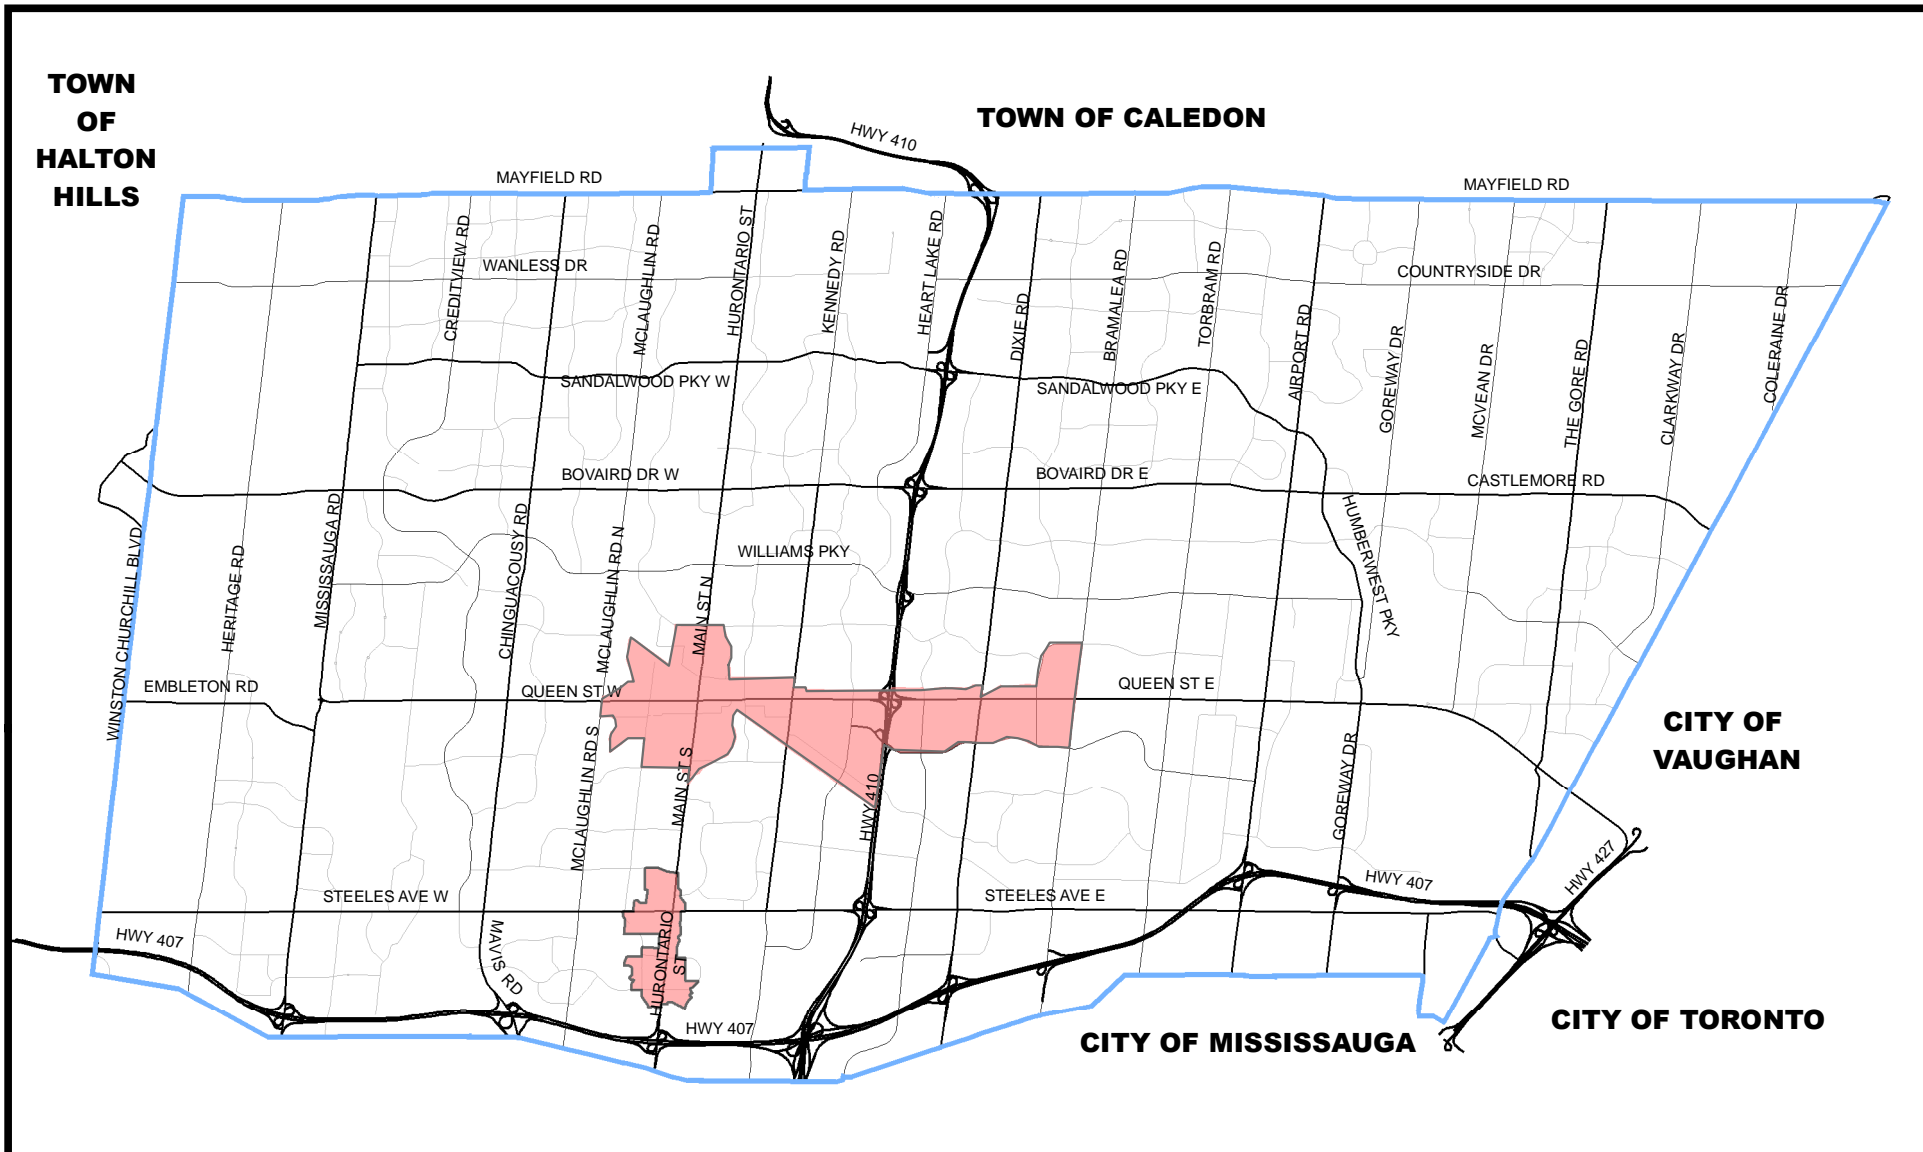 TOWN
OF
HALTON
HILLS
TOWN OF CALEDON
HWY 410
MAYFIELD RD
MAYFIELD RD
CREDITVIEW RD
MCLAUGHLIN RD
HURONTARIO ST
KENNEDY RD
HEART LAKE RD
DIXIE RD
BRAMALEA RD
TORBRAM RD
AIRPORT RD
GOREWAY DR
MCVEAN DR
THE GORE RD
CLARKWAY DR
COLERAINE DR
WANLESS DR
COUNTRYSIDE DR
SANDALWOOD PKY W
SANDALWOOD PKY E
BOVAIRD DR W
BOVAIRD DR E
CASTLEMORE RD
WINSTON CHURCHILL BLVD
HERITAGE RD
MISSISSAUGA RD
CHINGUACOUSY RD
MCLAUGHLIN RD N
MAIN ST N
WILLIAMS PKY
HUMBERWEST PKY
EMBLETON RD
QUEEN ST W
QUEEN ST E
CITY OF
VAUGHAN
MCLAUGHLIN RD S
MAIN ST S
HWY 410
GOREWAY DR
HWY 427
HWY 407
STEELES AVE W
STEELES AVE E
HWY 407
MAVIS RD
HURONTARIO
ST
HWY 407
CITY OF MISSISSAUGA
CITY OF TORONTO